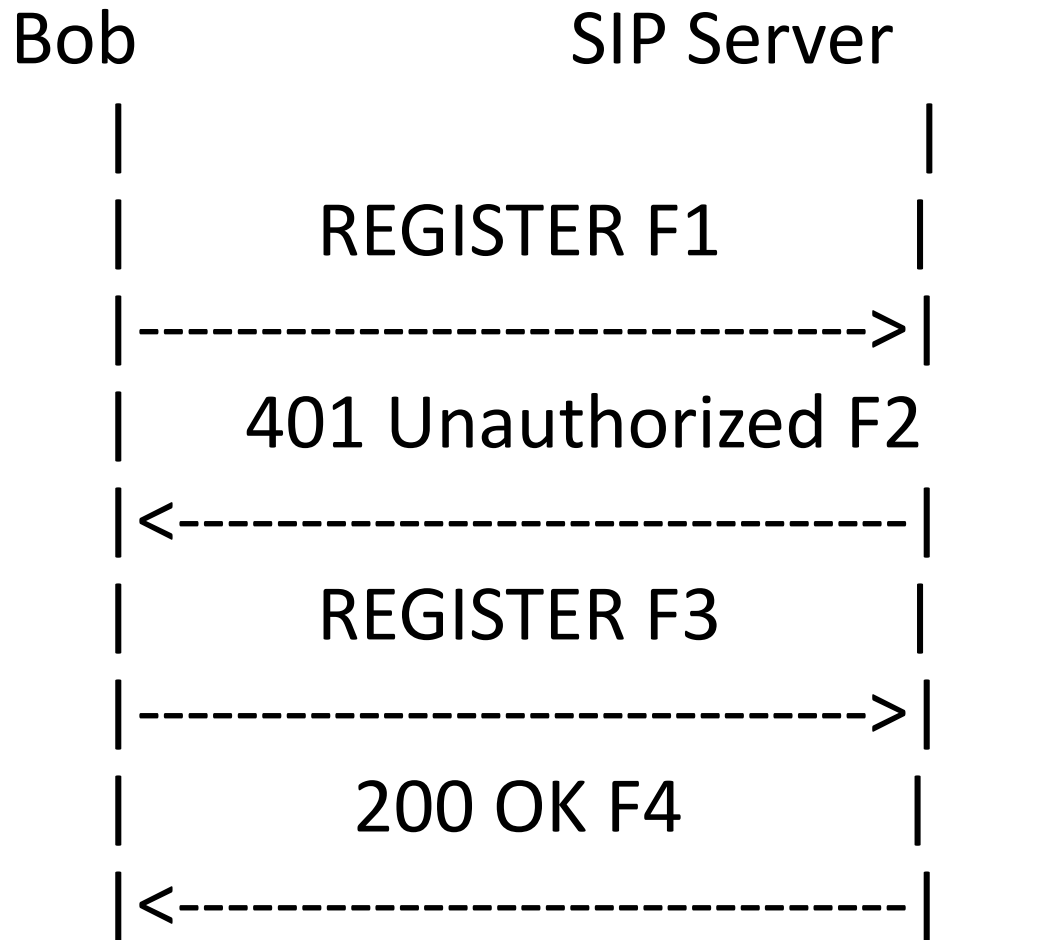 Bob SIP Server
| |
| REGISTER F1 |
|------------------------------>|
| 401 Unauthorized F2
|<------------------------------|
| REGISTER F3 |
|------------------------------>|
| 200 OK F4 |
|<------------------------------|